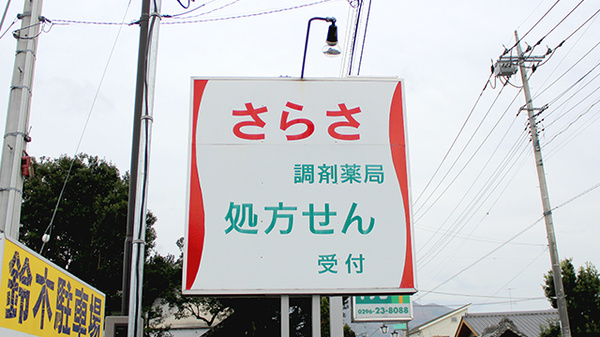 さらさ
調剤薬局
処方せん
受付
鈴木駐車場
0296-23-8088